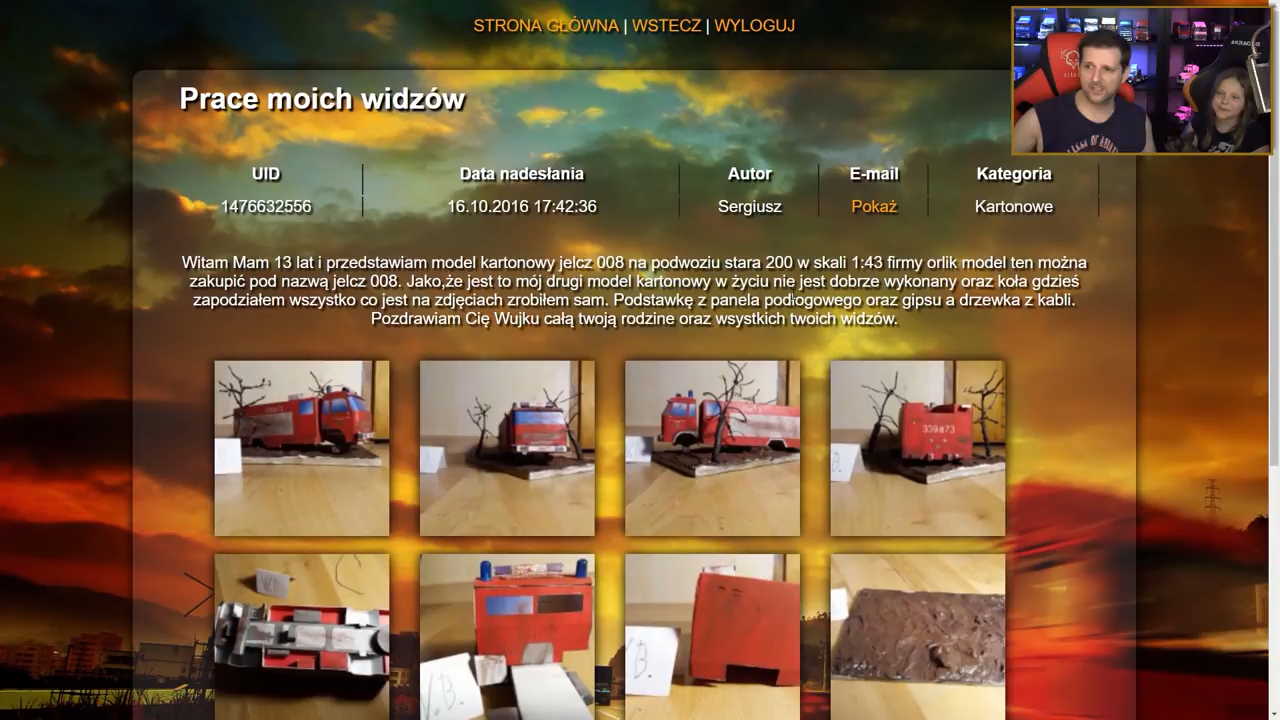 STRONA GŁÓWNA | WSTECZ | WYLOGUJ
Prace moich widzów
UID Data nadesłania Autor E-mail Kategoria
1476632556 16.10.2016 17:42:36 Sergiusz Pokaż Kartonowe
Witam Mam 13 lat i przedstawiam model kartonowy jelcz 008 na podwoziu stara 200 w skali 1:43 firmy orlik model ten można
zakupić pod nazwą jelcz 008. Jako,że jest to mój drugi model kartonowy w życiu nie jest dobrze wykonany oraz koła gdzieś
zapodziałem wszystko co jest na zdjęciach zrobiłem sam. Podstawkę z panela podłogowego oraz gipsu a drzewka z kabli.
Pozdrawiam Cię Wujku całą twoją rodzine oraz wsystkich twoich widzów.
339873
W.B.
B.
AKRACING